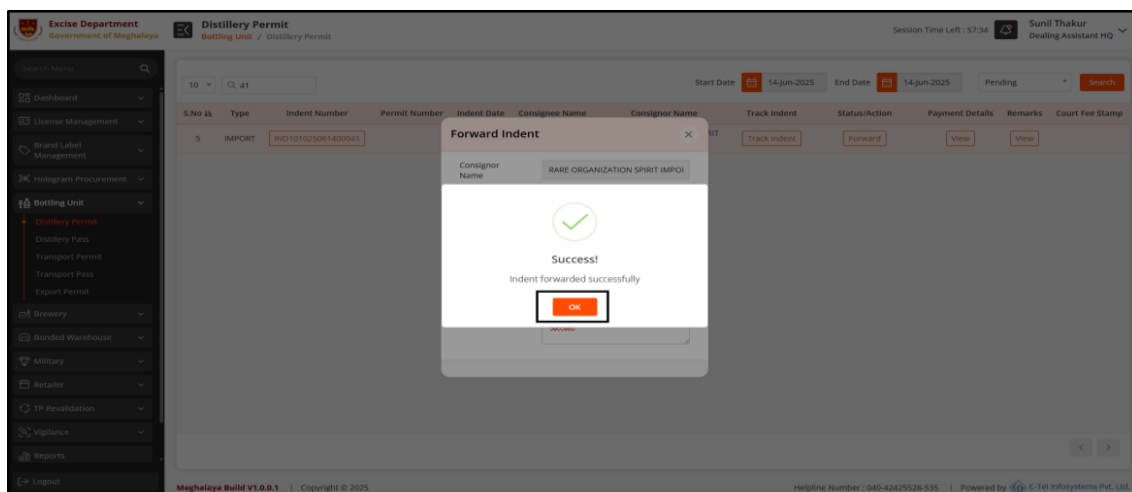 Excise Department
Government of Meghalaya
Distillery Permit
Bottling Unit / Distillery Permit
Session Time Left : 57:34
Sunil Thakur
Dealing Assistant HQ
Search Menu
Dashboard
License Management
Brand Label
Management
Hologram Procurement
Bottling Unit
Distillery Permit
Distillery Pass
Transport Permit
Transport Pass
Export Permit
Brewery
Bonded Warehouse
Military
Retailer
TP Revalidation
Vigilance
Reports
Logout
10
41
Start Date
14-Jun-2025
End Date
14-Jun-2025
Pending
Search
S.No Type Indent Number Permit Number Indent Date Consignee Name Consignor Name Track Indent Status/Action Payment Details Remarks Court Fee Stamp
5 IMPORT IND101025061400041 Track Indent Forward View View
Forward Indent
Consignor
Name
RARE ORGANIZATION SPIRIT IMPOI
Success!
Indent forwarded successfully
OK
Meghalaya Build V1.0.0.1 | Copyright © 2025
Helpline Number : 040-42425528-535 | Powered by C-Tel Infosystems Pvt. Ltd.